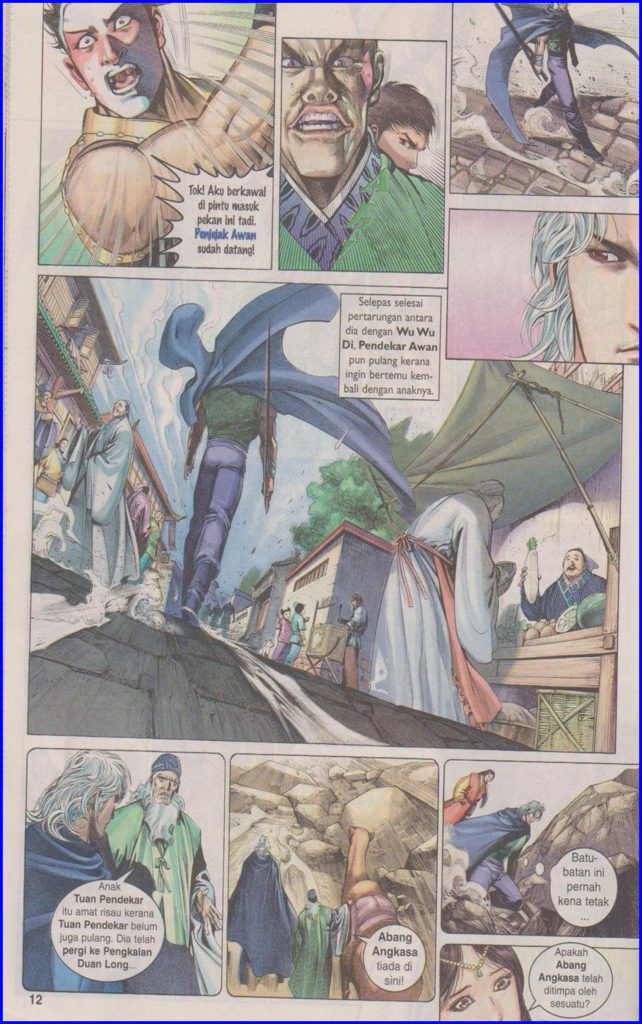 Tok! Aku berkawal
di pintu masuk
pekan ini tadi.
Penjejak Awan
sudah datang!
Selepas selesai
pertarungan antara
dia dengan Wu Wu
Di, Pendekar Awan
pun pulang kerana
ingin bertemu kem-
bali dengan anaknya.
Anak
Tuan Pendekar
itu amat risau kerana
Tuan Pendekar belum
juga pulang. Dia telah
pergi ke Pengkalan
Duan Long...
Abang
Angkasa
tiada di
sini!
Batu-
batan ini
pernah
kena tetak
...
Apakah
Abang
Angkasa telah
ditimpa oleh
sesuatu?
12